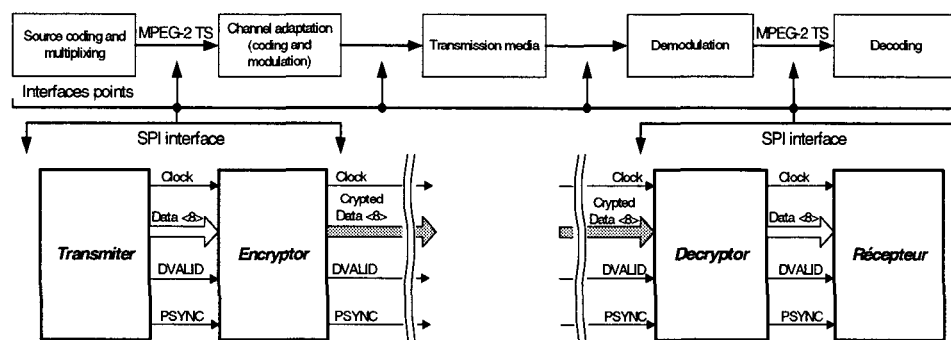 Source coding and
multiplixing
MPEG-2 TS
Channel adaptation
(coding and
modulation)
Transmission media
Demodulation
MPEG-2 TS
Decoding
Interfaces points
SPI interface
SPI interface
Transmiter
Clock
Data <8>
DVALID
PSYNC
Encryptor
Clock
Crypted
Data <8>
DVALID
PSYNC
Clock
Crypted
Data <8>
DVALID
PSYNC
Decryptor
Clock
Data <8>
DVALID
PSYNC
Récepteur